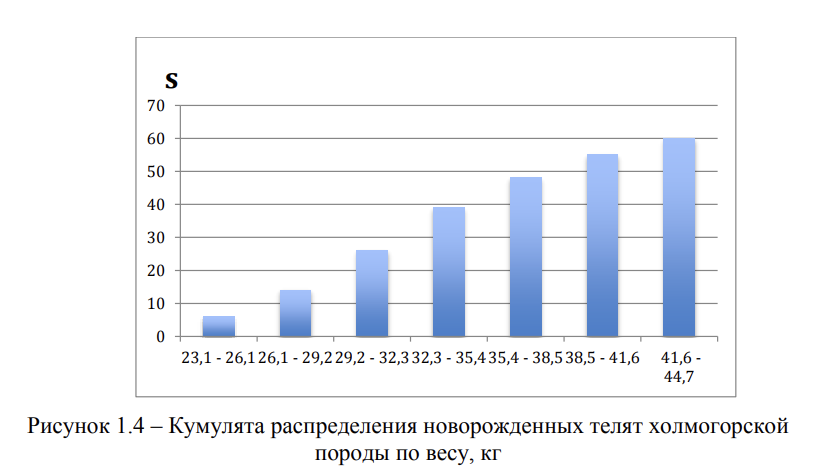 s
70
60
50
40
30
20
10
0
23,1 - 26,1 26,1 - 29,2 29,2 - 32,3 32,3 - 35,4 35,4 - 38,5 38,5 - 41,6 41,6 -
44,7
Рисунок 1.4 – Кумулята распределения новорожденных телят холмогорской
породы по весу, кг